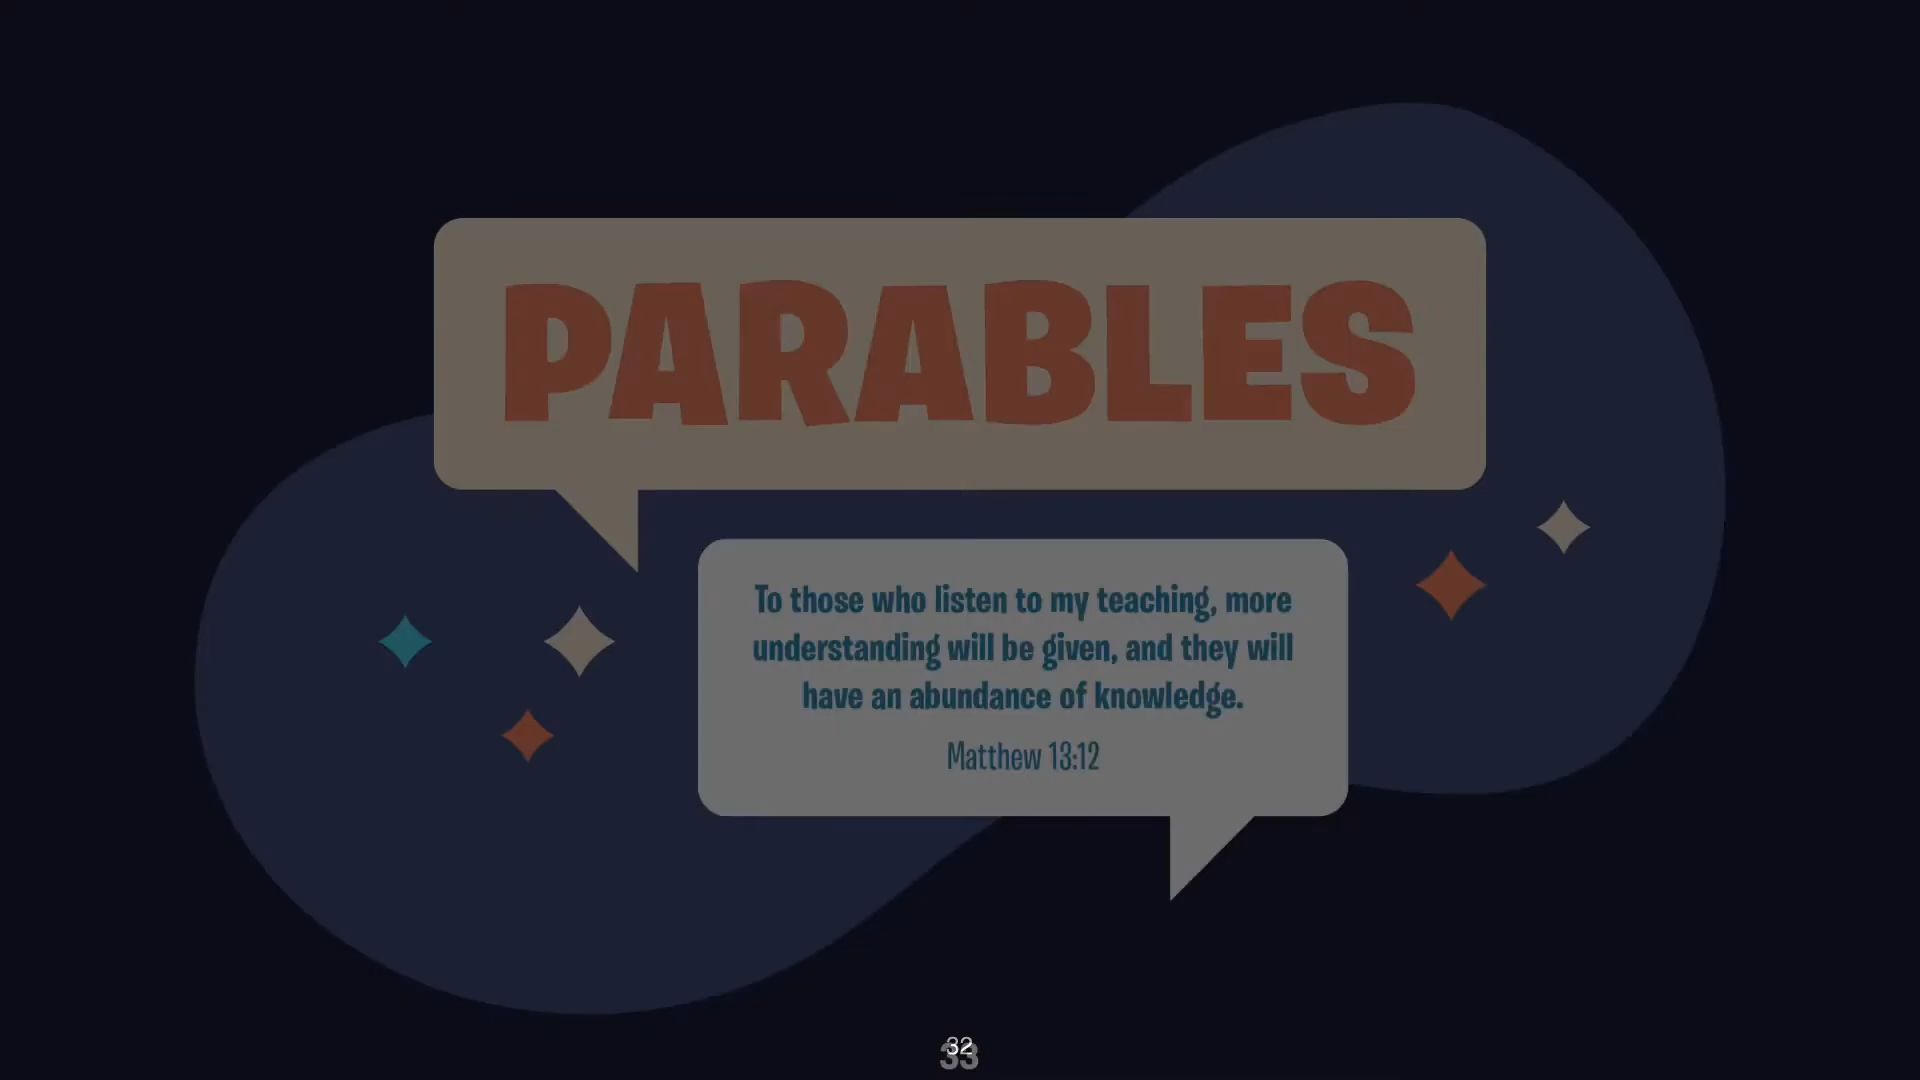 PARABLES
To those who listen to my teaching, more
understanding will be given, and they will
have an abundance of knowledge.
Matthew 13:12
32
33